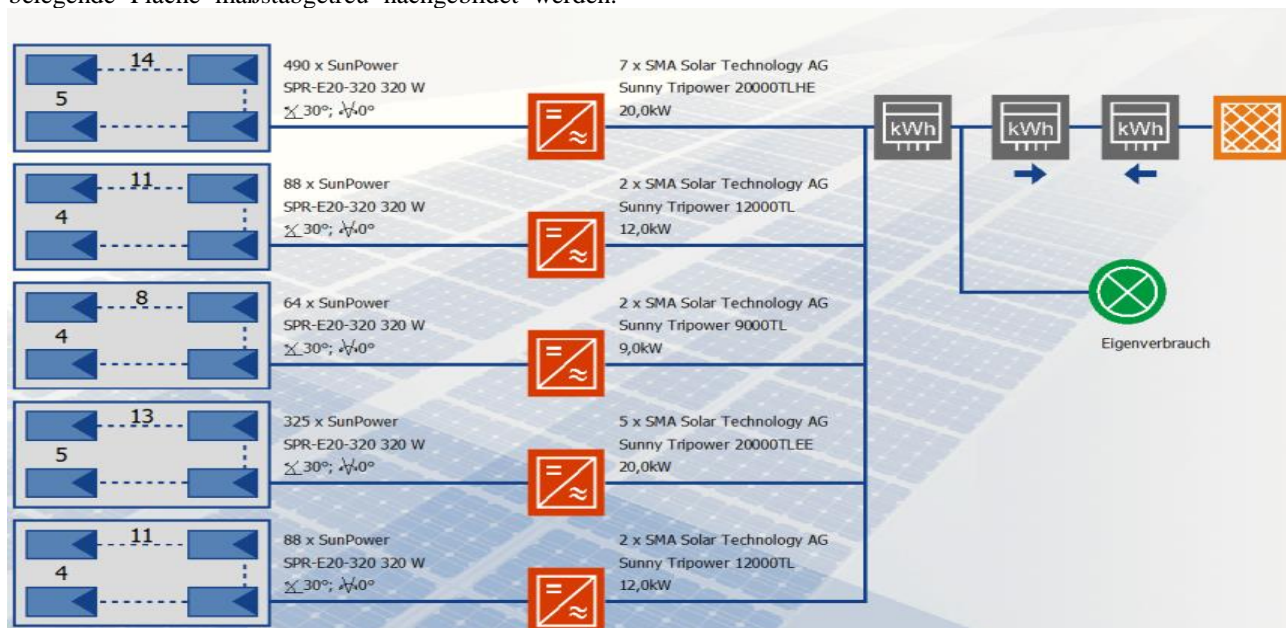 belegende Fläche maßstabgetreu nachgebildet werden.
14
5
490 x SunPower
SPR-E20-320 320 W
30°; 0°
7 x SMA Solar Technology AG
Sunny Tripower 20000TLHE
20,0kW
kWh
kWh
kWh
11
4
88 x SunPower
SPR-E20-320 320 W
30°; 0°
2 x SMA Solar Technology AG
Sunny Tripower 12000TL
12,0kW
8
4
64 x SunPower
SPR-E20-320 320 W
30°; 0°
2 x SMA Solar Technology AG
Sunny Tripower 9000TL
9,0kW
Eigenverbrauch
13
5
325 x SunPower
SPR-E20-320 320 W
30°; 0°
5 x SMA Solar Technology AG
Sunny Tripower 20000TLEE
20,0kW
11
4
88 x SunPower
SPR-E20-320 320 W
30°; 0°
2 x SMA Solar Technology AG
Sunny Tripower 12000TL
12,0kW